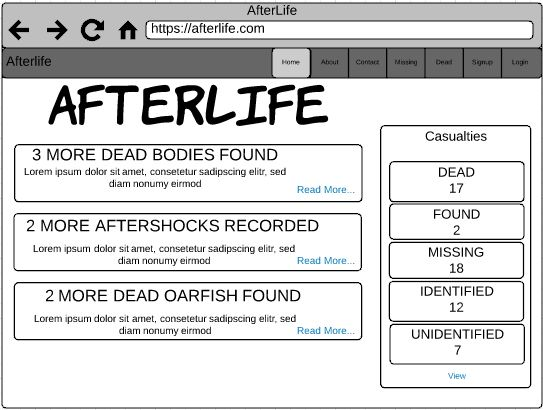 AfterLife
https://afterlife.com
Afterlife
Home
About
Contact
Missing
Dead
Signup
Login
AFTERLIFE
3 MORE DEAD BODIES FOUND
Lorem ipsum dolor sit amet, consetetur sadipscing elitr, sed
diam nonumy eirmod
Read More...
2 MORE AFTERSHOCKS RECORDED
Lorem ipsum dolor sit amet, consetetur sadipscing elitr, sed
diam nonumy eirmod
Read More...
2 MORE DEAD OARFISH FOUND
Lorem ipsum dolor sit amet, consetetur sadipscing elitr, sed
diam nonumy eirmod
Read More...
Casualties
DEAD
17
FOUND
2
MISSING
18
IDENTIFIED
12
UNIDENTIFIED
7
View